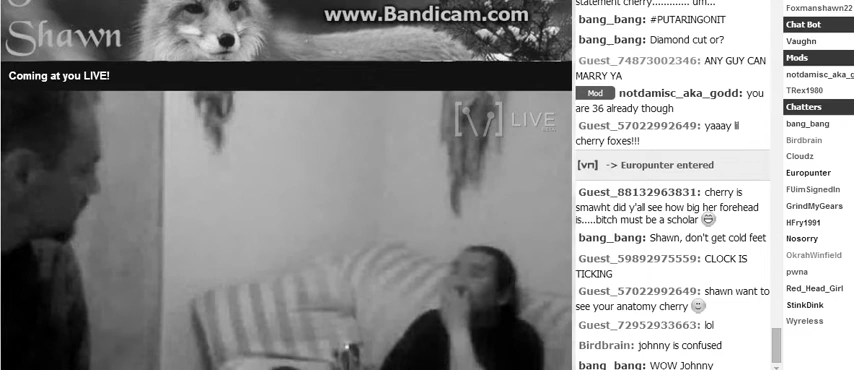 www.Bandicam.com
S
Shawn
Coming at you LIVE!
[\/] LIVE
BETA
statement cherry............. um...
bang_bang: #PUTARINGONIT
bang_bang: Diamond cut or?
Guest_74873002346: ANY GUY CAN
MARRY YA
Mod notdamisc_aka_godd: you
are 36 already though
Guest_57022992649: yaaay lil
cherry foxes!!!
[vn] -> Europunter entered
Guest_88132963831: cherry is
smawht did y'all see how big her forehead
is.....bitch must be a scholar
bang_bang: Shawn, don't get cold feet
Guest_59892975559: CLOCK IS
TICKING
Guest_57022992649: shawn want to
see your anatomy cherry
Guest_72952933663: lol
Birdbrain: johnny is confused
bang_bang: WOW Johnny
Foxmanshawn22
Chat Bot
Vaughn
Mods
notdamisc_aka_godd
TRex1980
Chatters
bang_bang
Birdbrain
Cloudz
Europunter
FUimSignedIn
GrindMyGears
HFry1991
Nosorry
OkrahWinfield
pwna
Red_Head_Girl
StinkDink
Wyreless